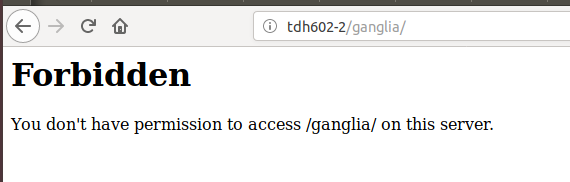 tdh602-2/ganglia/
Forbidden
You don't have permission to access /ganglia/ on this server.